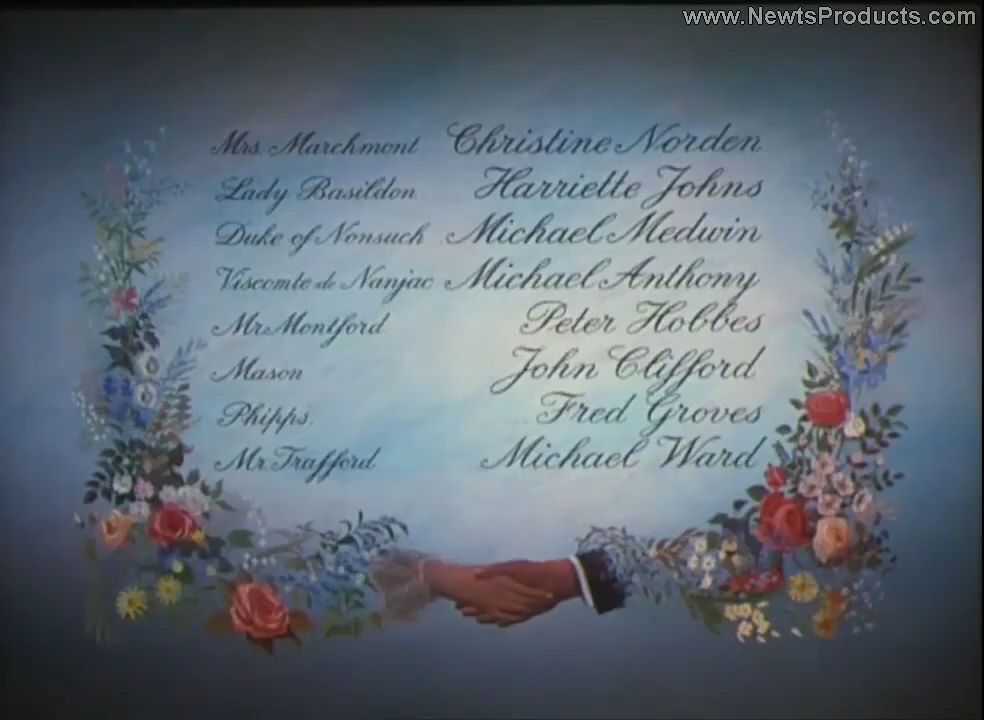 www.NewtsProducts.com
Mrs. Marchmont Christine Norden
Lady Basildon Harriette Johns
Duke of Nonsuch Michael Medwin
Viscomte de Nanjac Michael Anthony
Mr Montford Peter Hobbes
Mason John Clifford
Phipps. Fred Groves
Mr. Trafford Michael Ward